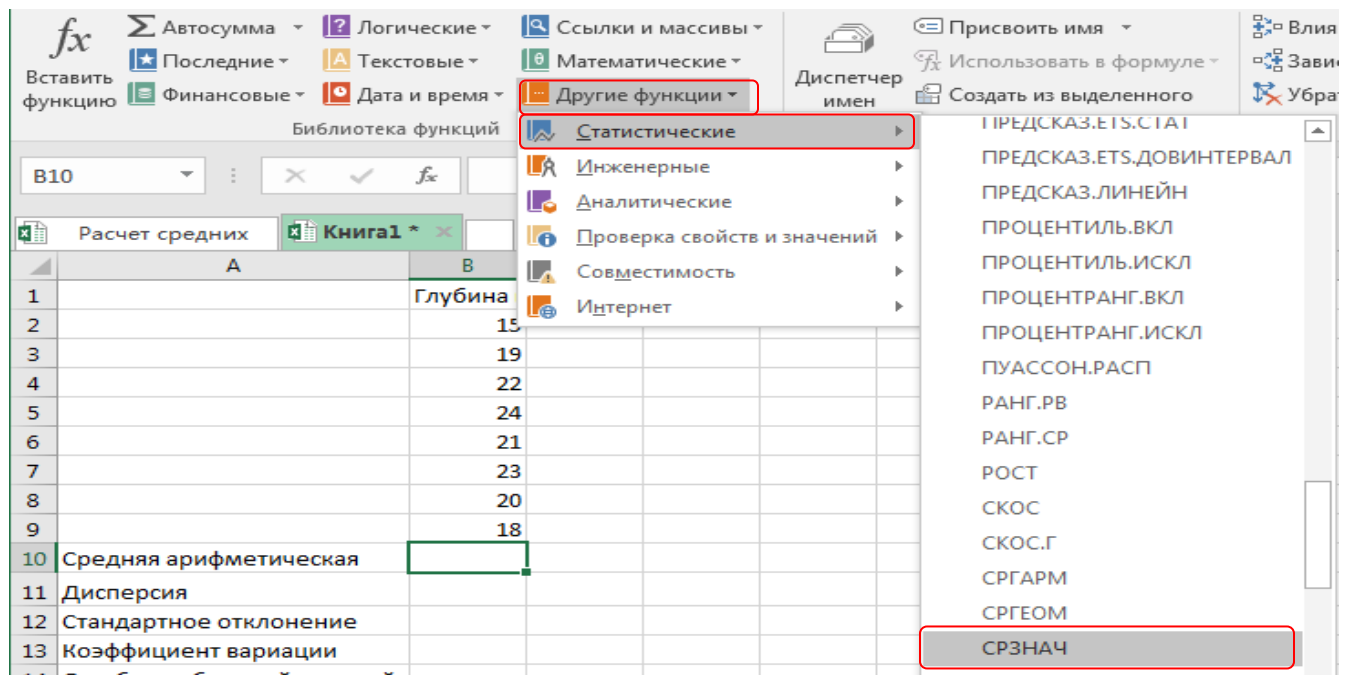 fx Σ Автосумма ? Логические Ссылки и массивы Присвоить имя
Последние A Текстовые θ Математические fx Использовать в формуле
Вставить функцию Финансовые Дата и время Другие функции Диспетчер имен Создать из выделенного
Библиотека функций
Статистические
Инженерные
Аналитические
Проверка свойств и значений
Совместимость
Интернет
ПРЕДСКАЗ.ETS.СТАТ
ПРЕДСКАЗ.ETS.ДОВИНТЕРВАЛ
ПРЕДСКАЗ.ЛИНЕЙН
ПРОЦЕНТИЛЬ.ВКЛ
ПРОЦЕНТИЛЬ.ИСКЛ
ПРОЦЕНТРАНГ.ВКЛ
ПРОЦЕНТРАНГ.ИСКЛ
ПУАССОН.РАСП
РАНГ.РВ
РАНГ.СР
РОСТ
СКОС
СКОС.Г
СРГАРМ
СРГЕОМ
СРЗНАЧ
B10 fx
Расчет средних Книга1 *
A B
1 Глубина
2 15
3 19
4 22
5 24
6 21
7 23
8 20
9 18
10 Средняя арифметическая
11 Дисперсия
12 Стандартное отклонение
13 Коэффициент вариации